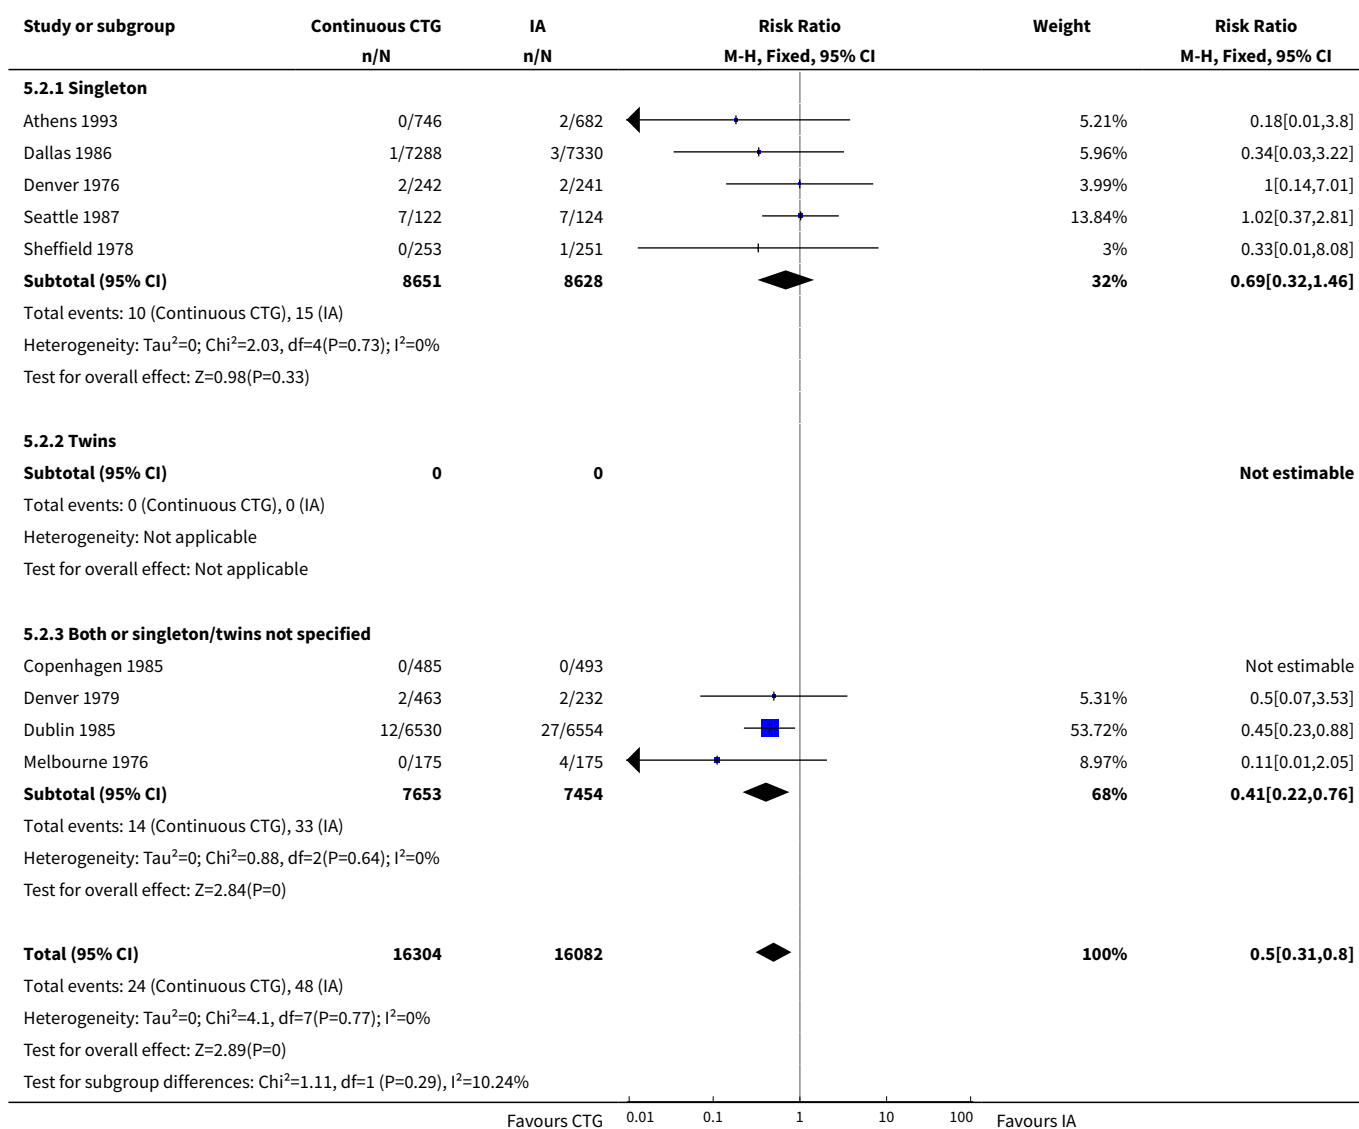 Study or subgroup Continuous CTG IA Risk Ratio Weight Risk Ratio
n/N n/N M-H, Fixed, 95% CI M-H, Fixed, 95% CI
5.2.1 Singleton
Athens 1993 0/746 2/682 5.21% 0.18[0.01,3.8]
Dallas 1986 1/7288 3/7330 5.96% 0.34[0.03,3.22]
Denver 1976 2/242 2/241 3.99% 1[0.14,7.01]
Seattle 1987 7/122 7/124 13.84% 1.02[0.37,2.81]
Sheffield 1978 0/253 1/251 3% 0.33[0.01,8.08]
Subtotal (95% CI) 8651 8628 32% 0.69[0.32,1.46]
Total events: 10 (Continuous CTG), 15 (IA)
Heterogeneity: Tau²=0; Chi²=2.03, df=4(P=0.73); I²=0%
Test for overall effect: Z=0.98(P=0.33)
5.2.2 Twins
Subtotal (95% CI) 0 0 Not estimable
Total events: 0 (Continuous CTG), 0 (IA)
Heterogeneity: Not applicable
Test for overall effect: Not applicable
5.2.3 Both or singleton/twins not specified
Copenhagen 1985 0/485 0/493 Not estimable
Denver 1979 2/463 2/232 5.31% 0.5[0.07,3.53]
Dublin 1985 12/6530 27/6554 53.72% 0.45[0.23,0.88]
Melbourne 1976 0/175 4/175 8.97% 0.11[0.01,2.05]
Subtotal (95% CI) 7653 7454 68% 0.41[0.22,0.76]
Total events: 14 (Continuous CTG), 33 (IA)
Heterogeneity: Tau²=0; Chi²=0.88, df=2(P=0.64); I²=0%
Test for overall effect: Z=2.84(P=0)
Total (95% CI) 16304 16082 100% 0.5[0.31,0.8]
Total events: 24 (Continuous CTG), 48 (IA)
Heterogeneity: Tau²=0; Chi²=4.1, df=7(P=0.77); I²=0%
Test for overall effect: Z=2.89(P=0)
Test for subgroup differences: Chi²=1.11, df=1 (P=0.29), I²=10.24%
Favours CTG 0.01 0.1 1 10 100 Favours IA